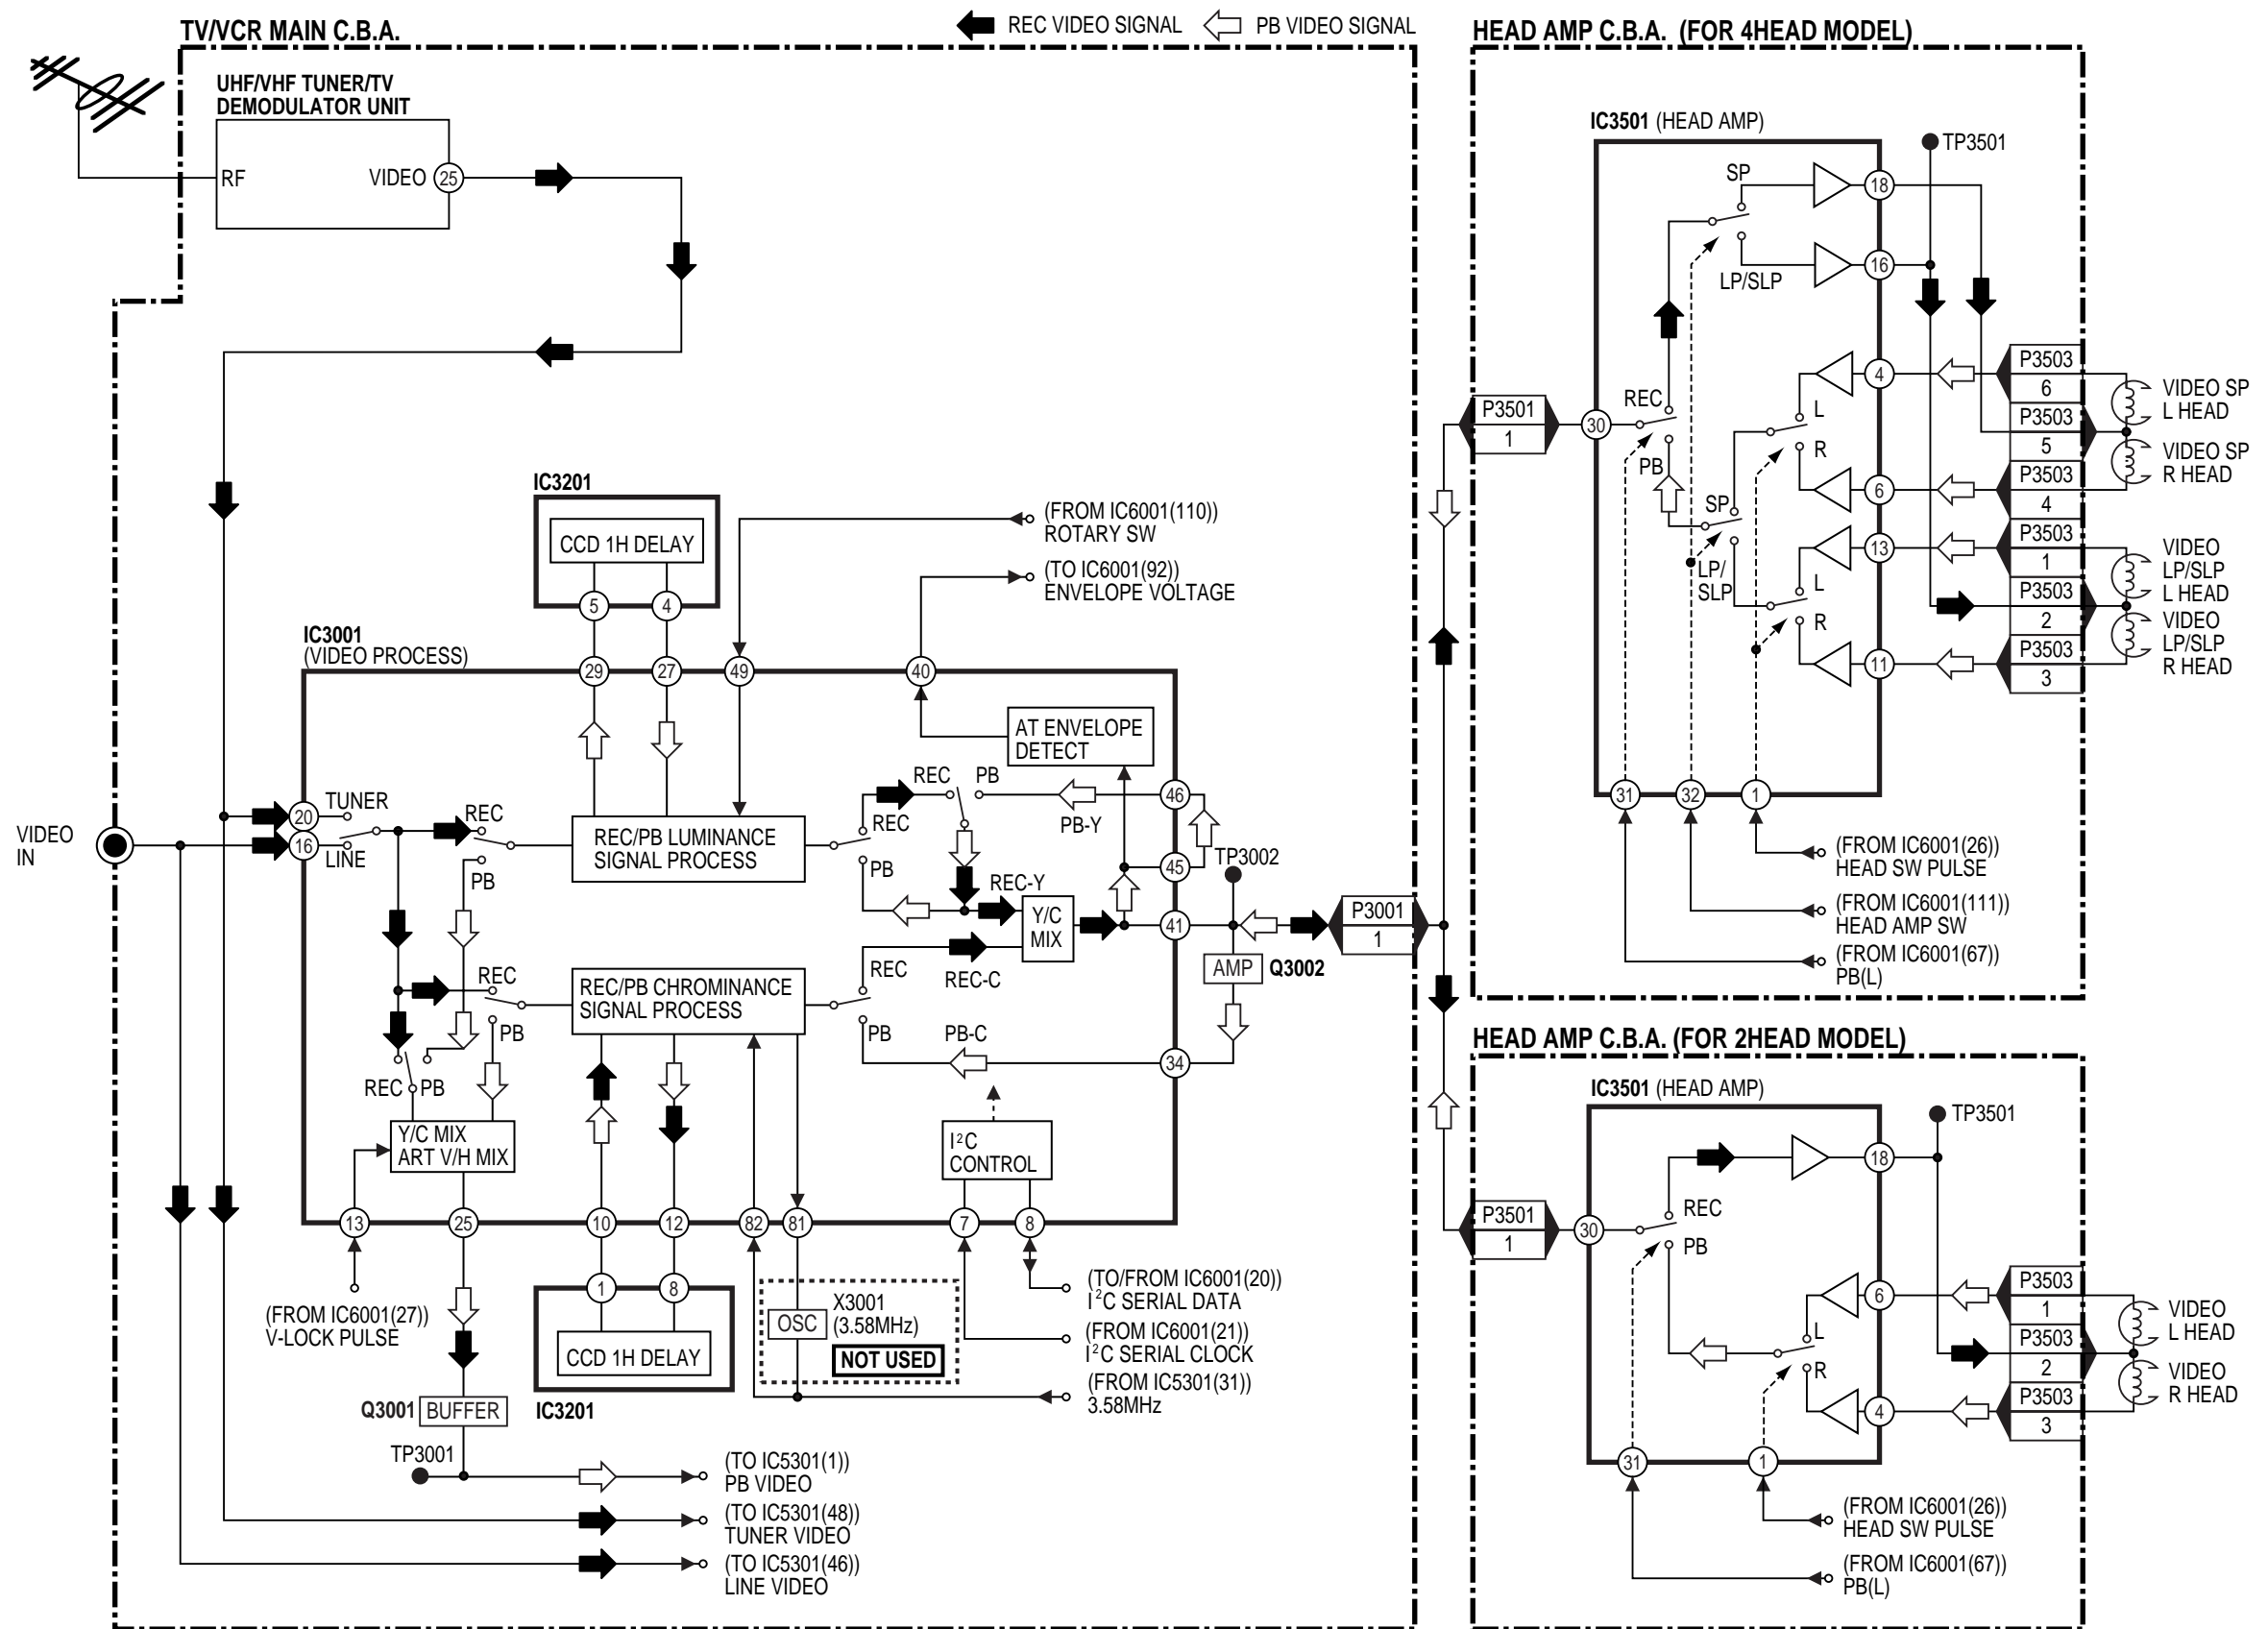 TV/VCR MAIN C.B.A.
REC VIDEO SIGNAL
PB VIDEO SIGNAL
UHF/VHF TUNER/TV
DEMODULATOR UNIT
RF
VIDEO
25
IC3201
CCD 1H DELAY
5
4
(FROM IC6001(110))
ROTARY SW
(TO IC6001(92))
ENVELOPE VOLTAGE
IC3001
(VIDEO PROCESS)
29
27
49
40
AT ENVELOPE
DETECT
VIDEO
IN
20
TUNER
16
LINE
REC
PB
REC/PB LUMINANCE
SIGNAL PROCESS
REC
PB
REC
PB
PB-Y
46
45
TP3002
REC-Y
Y/C
MIX
41
P3001
1
AMP
Q3002
REC
PB
REC/PB CHROMINANCE
SIGNAL PROCESS
REC
PB
REC-C
PB-C
34
REC
PB
Y/C MIX
ART V/H MIX
I²C
CONTROL
13
25
10
12
82
81
7
8
(FROM IC6001(27))
V-LOCK PULSE
1
8
CCD 1H DELAY
IC3201
OSC
X3001
(3.58MHz)
NOT USED
(TO/FROM IC6001(20))
I²C SERIAL DATA
(FROM IC6001(21))
I²C SERIAL CLOCK
(FROM IC5301(31))
3.58MHz
Q3001
BUFFER
TP3001
(TO IC5301(1))
PB VIDEO
(TO IC5301(48))
TUNER VIDEO
(TO IC5301(46))
LINE VIDEO
HEAD AMP C.B.A. (FOR 4HEAD MODEL)
IC3501 (HEAD AMP)
TP3501
SP
LP/SLP
18
16
P3501
1
30
REC
PB
SP
LP/
SLP
L
R
L
R
4
6
13
11
P3503
6
P3503
5
P3503
4
P3503
1
P3503
2
P3503
3
VIDEO SP
L HEAD
VIDEO SP
R HEAD
VIDEO
LP/SLP
L HEAD
VIDEO
LP/SLP
R HEAD
31
32
1
(FROM IC6001(26))
HEAD SW PULSE
(FROM IC6001(111))
HEAD AMP SW
(FROM IC6001(67))
PB(L)
HEAD AMP C.B.A. (FOR 2HEAD MODEL)
IC3501 (HEAD AMP)
TP3501
18
P3501
1
30
REC
PB
L
R
6
4
P3503
1
P3503
2
P3503
3
VIDEO
L HEAD
VIDEO
R HEAD
31
1
(FROM IC6001(26))
HEAD SW PULSE
(FROM IC6001(67))
PB(L)